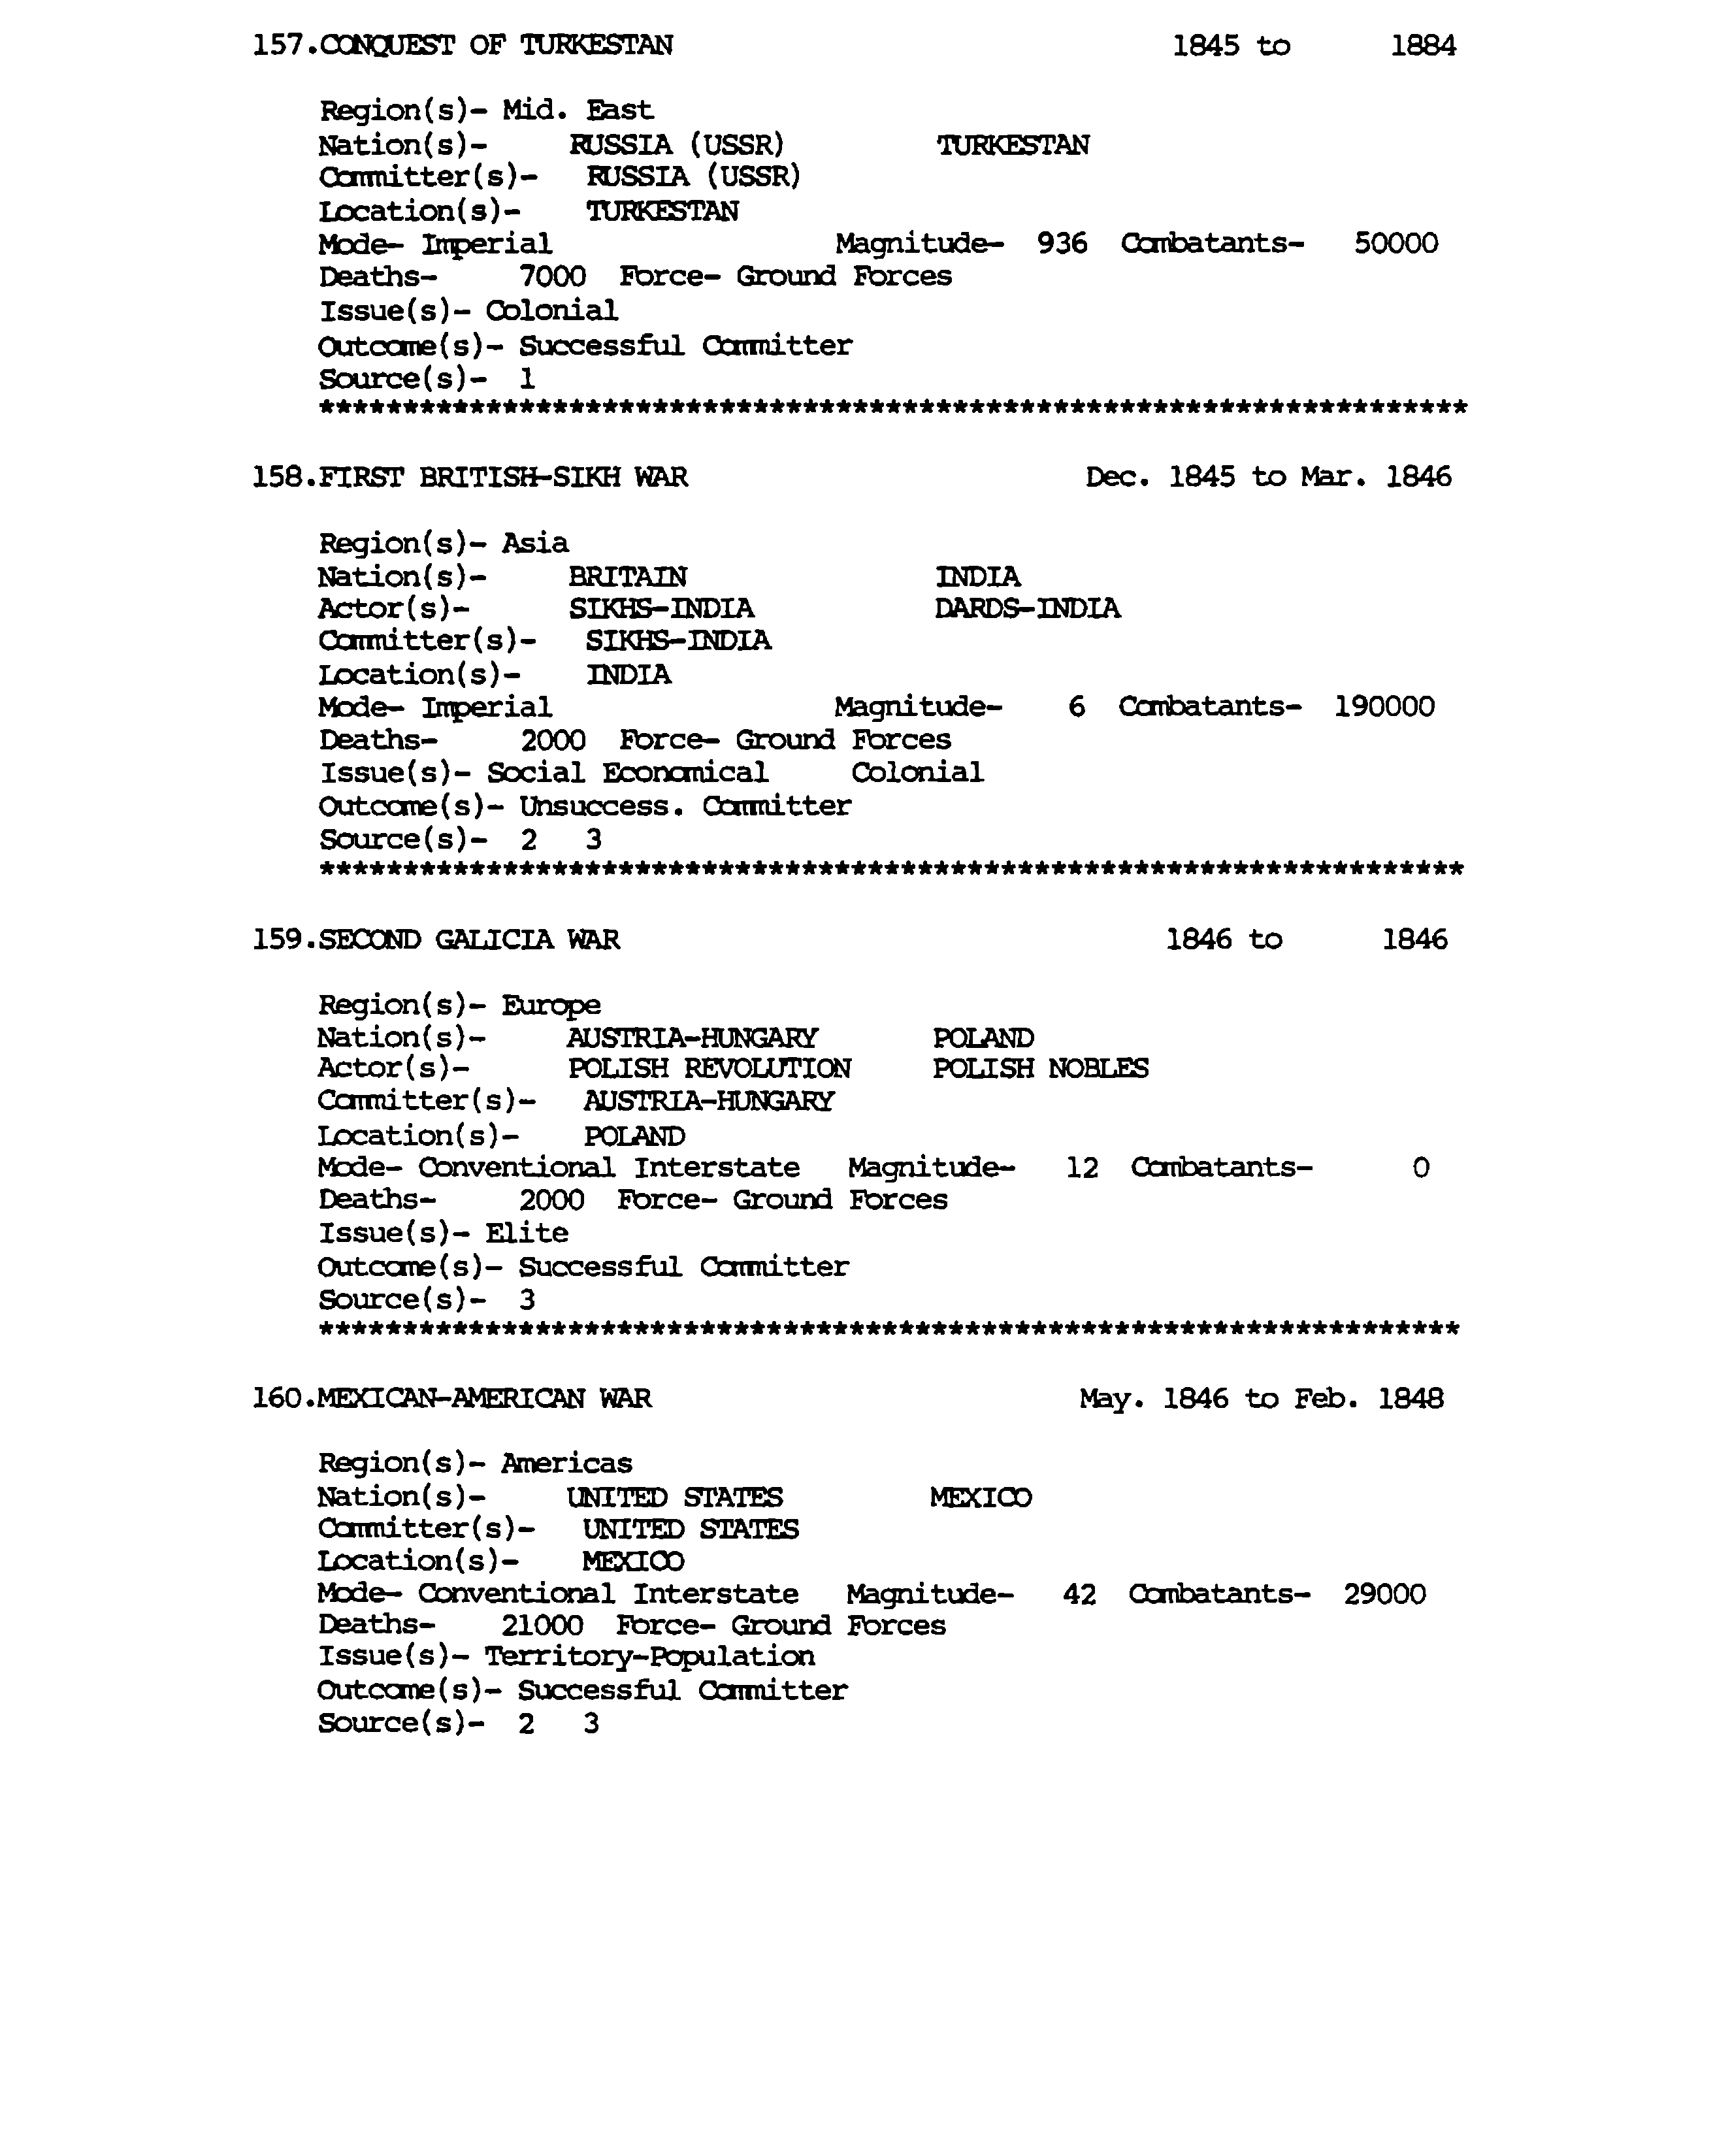 157.CONQUEST OF TURKESTAN 1845 to 1884
Region(s)- Mid. East
Nation(s)- RUSSIA (USSR) TURKESTAN
Committer(s)- RUSSIA (USSR)
Location(s)- TURKESTAN
Mode- Imperial Magnitude- 936 Combatants- 50000
Deaths- 7000 Force- Ground Forces
Issue(s)- Colonial
Outcome(s)- Successful Committer
Source(s)- 1
*********************************************************************
158.FIRST BRITISH-SIKH WAR Dec. 1845 to Mar. 1846
Region(s)- Asia
Nation(s)- BRITAIN INDIA
Actor(s)- SIKHS-INDIA DARDS-INDIA
Committer(s)- SIKHS-INDIA
Location(s)- INDIA
Mode- Imperial Magnitude- 6 Combatants- 190000
Deaths- 2000 Force- Ground Forces
Issue(s)- Social Economical Colonial
Outcome(s)- Unsuccess. Committer
Source(s)- 2 3
*********************************************************************
159.SECOND GALICIA WAR 1846 to 1846
Region(s)- Europe
Nation(s)- AUSTRIA-HUNGARY POLAND
Actor(s)- POLISH REVOLUTION POLISH NOBLES
Committer(s)- AUSTRIA-HUNGARY
Location(s)- POLAND
Mode- Conventional Interstate Magnitude- 12 Combatants- 0
Deaths- 2000 Force- Ground Forces
Issue(s)- Elite
Outcome(s)- Successful Committer
Source(s)- 3
*********************************************************************
160.MEXICAN-AMERICAN WAR May. 1846 to Feb. 1848
Region(s)- Americas
Nation(s)- UNITED STATES MEXICO
Committer(s)- UNITED STATES
Location(s)- MEXICO
Mode- Conventional Interstate Magnitude- 42 Combatants- 29000
Deaths- 21000 Force- Ground Forces
Issue(s)- Territory-Population
Outcome(s)- Successful Committer
Source(s)- 2 3